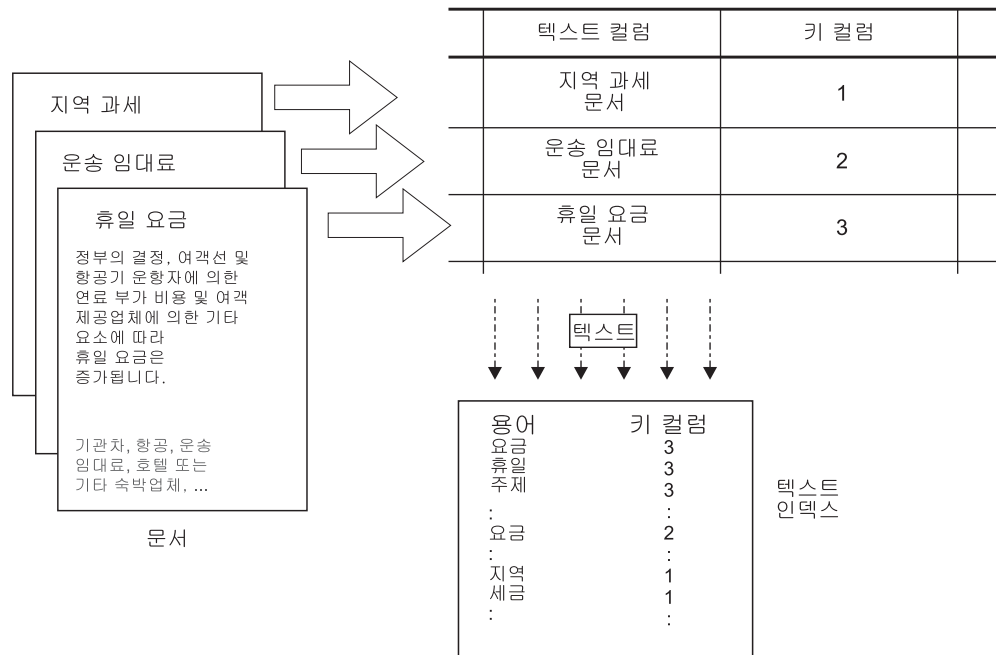 텍스트 컬럼 키 컬럼
지역 과세
문서
1
운송 임대료
문서
2
휴일 요금
문서
3
지역 과세
운송 임대료
휴일 요금
정부의 결정, 여객선 및
항공기 운항자에 의한
연료 부가 비용 및 여객
제공업체에 의한 기타
요소에 따라
휴일 요금은
증가됩니다.
기관차, 항공, 운송
임대료, 호텔 또는
기타 숙박업체, ...
문서
텍스트
용어 키 컬럼
요금 3
휴일 3
주제 3
: :
요금 2
: :
지역 1
세금 1
: :
텍스트
인덱스